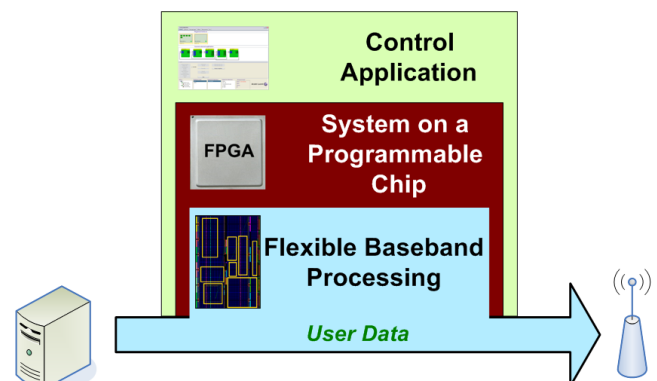 Control
Application
FPGA
System on a
Programmable
Chip
Flexible Baseband
Processing
User Data